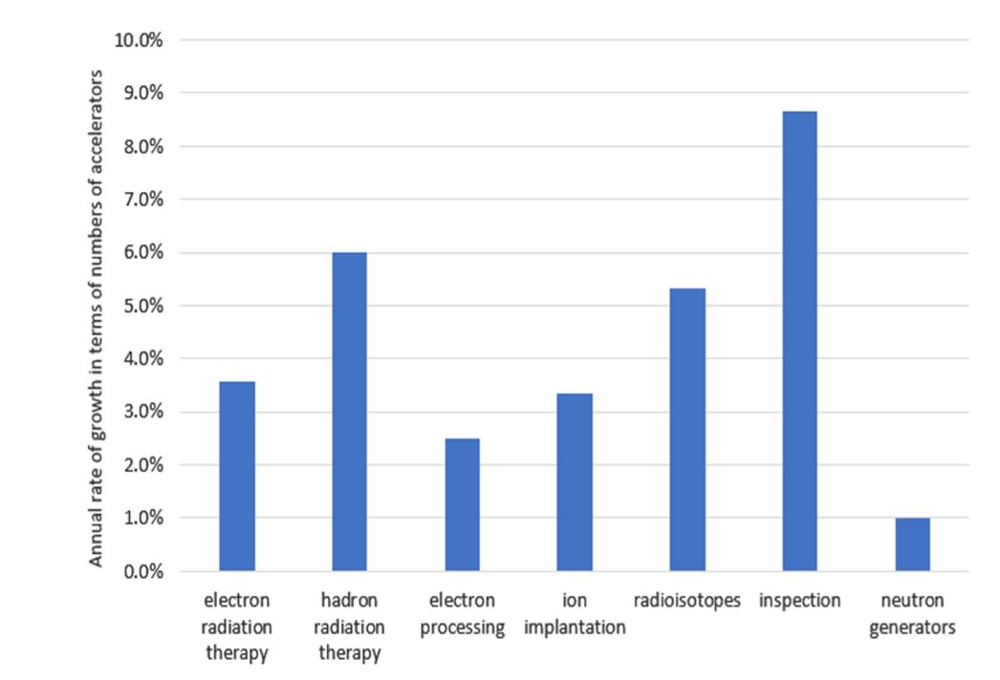 Annual rate of growth in terms of numbers of accelerators
10.0%
9.0%
8.0%
7.0%
6.0%
5.0%
4.0%
3.0%
2.0%
1.0%
0.0%
electron
radiation
therapy
hadron
radiation
therapy
electron
processing
ion
implantation
radioisotopes
inspection
neutron
generators